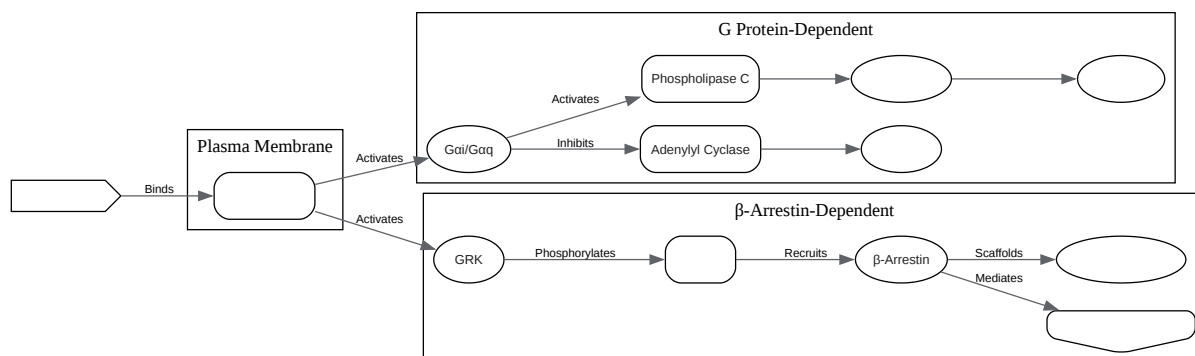 G Protein-Dependent
Phospholipase C
Activates
Plasma Membrane
Gαi/Gαq
Inhibits
Adenylyl Cyclase
Activates
Binds
β-Arrestin-Dependent
Activates
GRK
Phosphorylates
Recruits
β-Arrestin
Scaffolds
Mediates